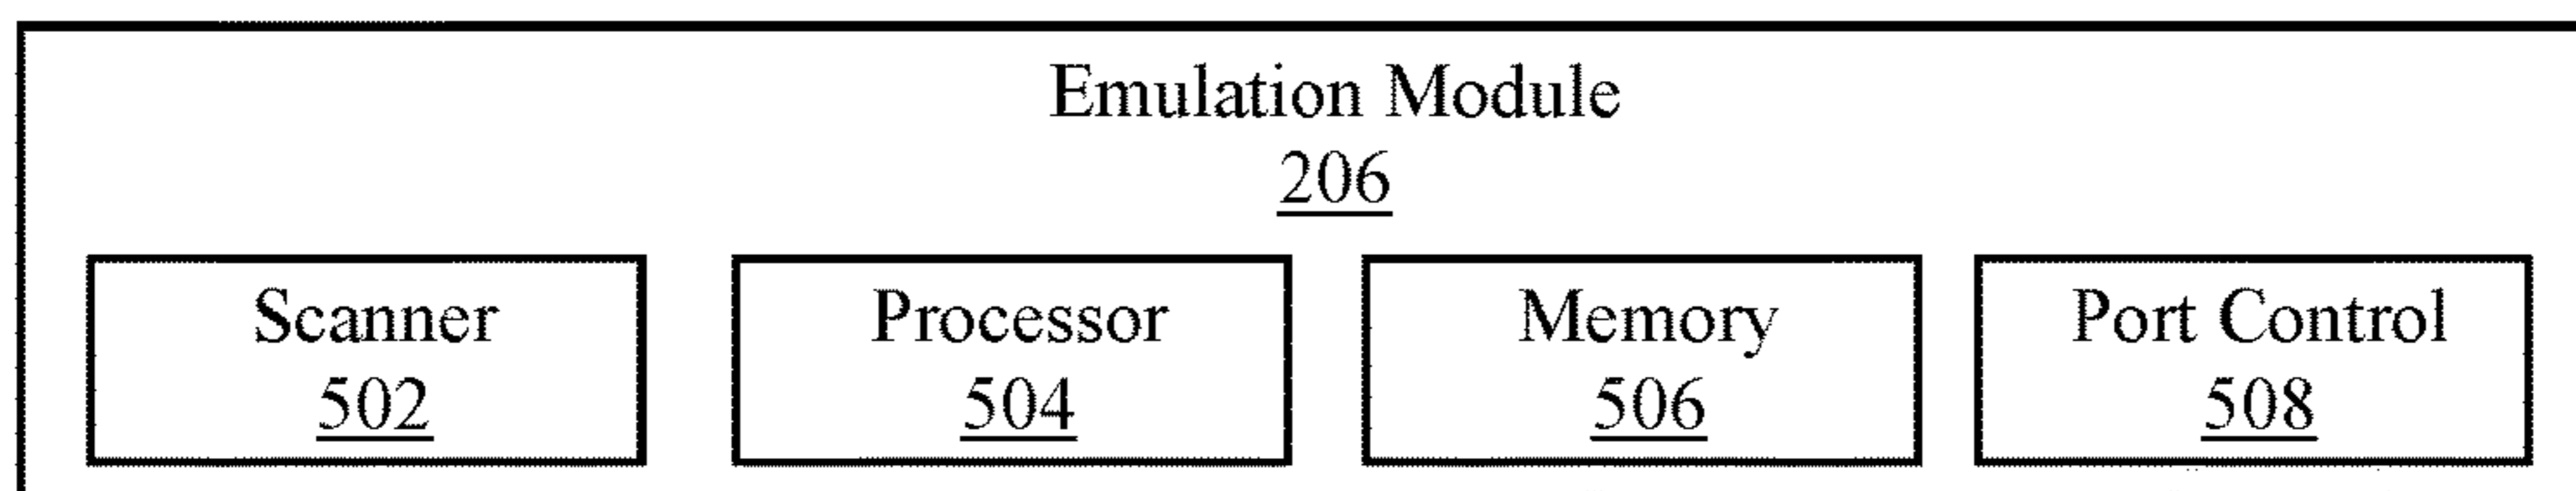 Emulation Module
206
Scanner
502
Processor
504
Memory
506
Port Control
508